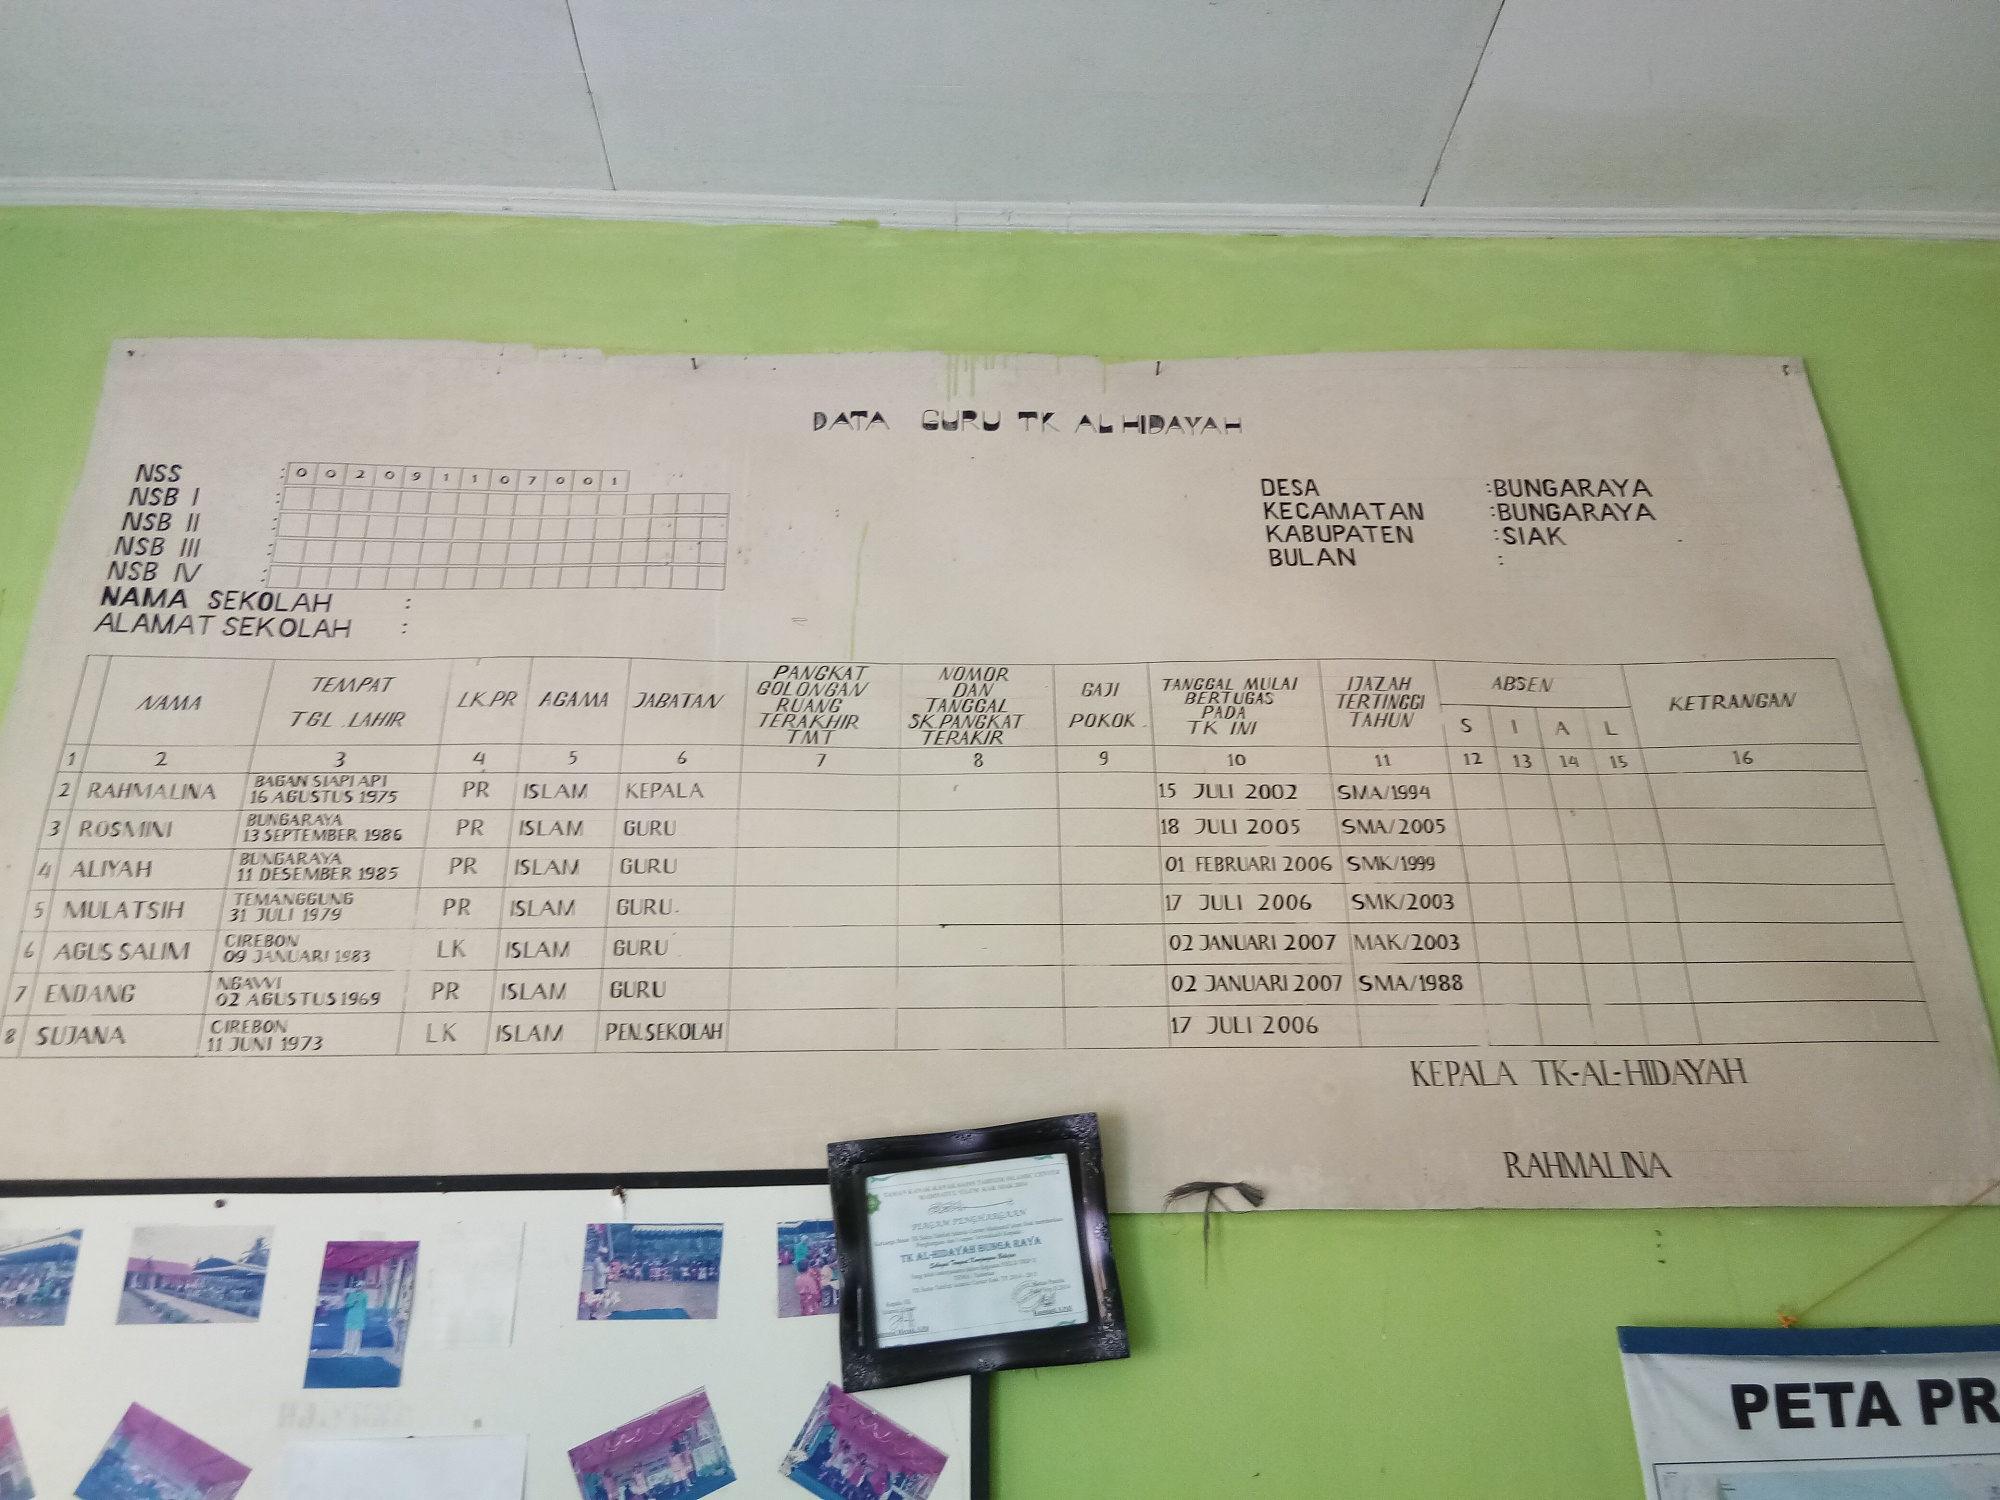 DATA GURU TK AL HIDAYAH
NSS : 0 0 2 0 9 1 1 0 7 0 0 1
NSB I :
NSB II :
NSB III :
NSB IV :
NAMA SEKOLAH :
ALAMAT SEKOLAH :
DESA :BUNGARAYA
KECAMATAN :BUNGARAYA
KABUPATEN :SIAK
BULAN :
NAMA
TEMPAT
TGL .LAHIR
LK.PR
AGAMA
JABATAN
PANGKAT
GOLONGAN
RUANG
TERAKHIR
TMT
NOMOR
DAN
TANGGAL
SK.PANGKAT
TERAKIR
GAJI
POKOK
TANGGAL MULAI
BERTUGAS
PADA
TK INI
IJAZAH
TERTINGGI
TAHUN
ABSEN
S I A L
KETRANGAN
1 2 3 4 5 6 7 8 9 10 11 12 13 14 15 16
2 RAHMALINA BAGAN SIAPI API PR ISLAM KEPALA 15 JULI 2002 SMA/1994
16 AGUSTUS 1975
3 ROSMINI BUNGARAYA PR ISLAM GURU 18 JULI 2005 SMA/2005
13 SEPTEMBER 1986
4 ALIYAH BUNGARAYA PR ISLAM GURU 01 FEBRUARI 2006 SMK/1999
11 DESEMBER 1985
5 MULATSIH TEMANGGUNG PR ISLAM GURU. 17 JULI 2006 SMK/2003
31 JULI 1979
6 AGUS SALIM CIREBON LK ISLAM GURU 02 JANUARI 2007 MAK/2003
09 JANUARI 1983
7 ENDANG NGAWI PR ISLAM GURU 02 JANUARI 2007 SMA/1988
02 AGUSTUS 1969
8 SUJANA CIREBON LK ISLAM PEN.SEKOLAH 17 JULI 2006
11 JUNI 1973
KEPALA TK-AL-HIDAYAH
RAHMALINA
PIAGAM PENGHARGAAN
TK AL-HIDAYAH BUNGA RAYA
PETA PR